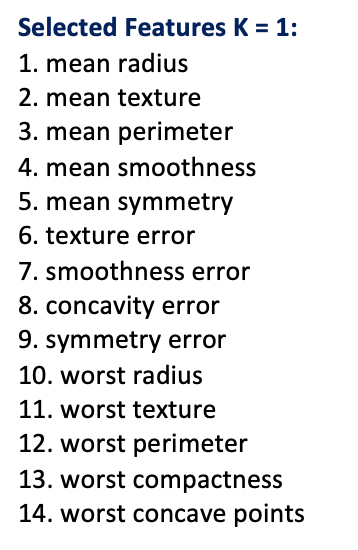 Selected Features K = 1:
1. mean radius
2. mean texture
3. mean perimeter
4. mean smoothness
5. mean symmetry
6. texture error
7. smoothness error
8. concavity error
9. symmetry error
10. worst radius
11. worst texture
12. worst perimeter
13. worst compactness
14. worst concave points